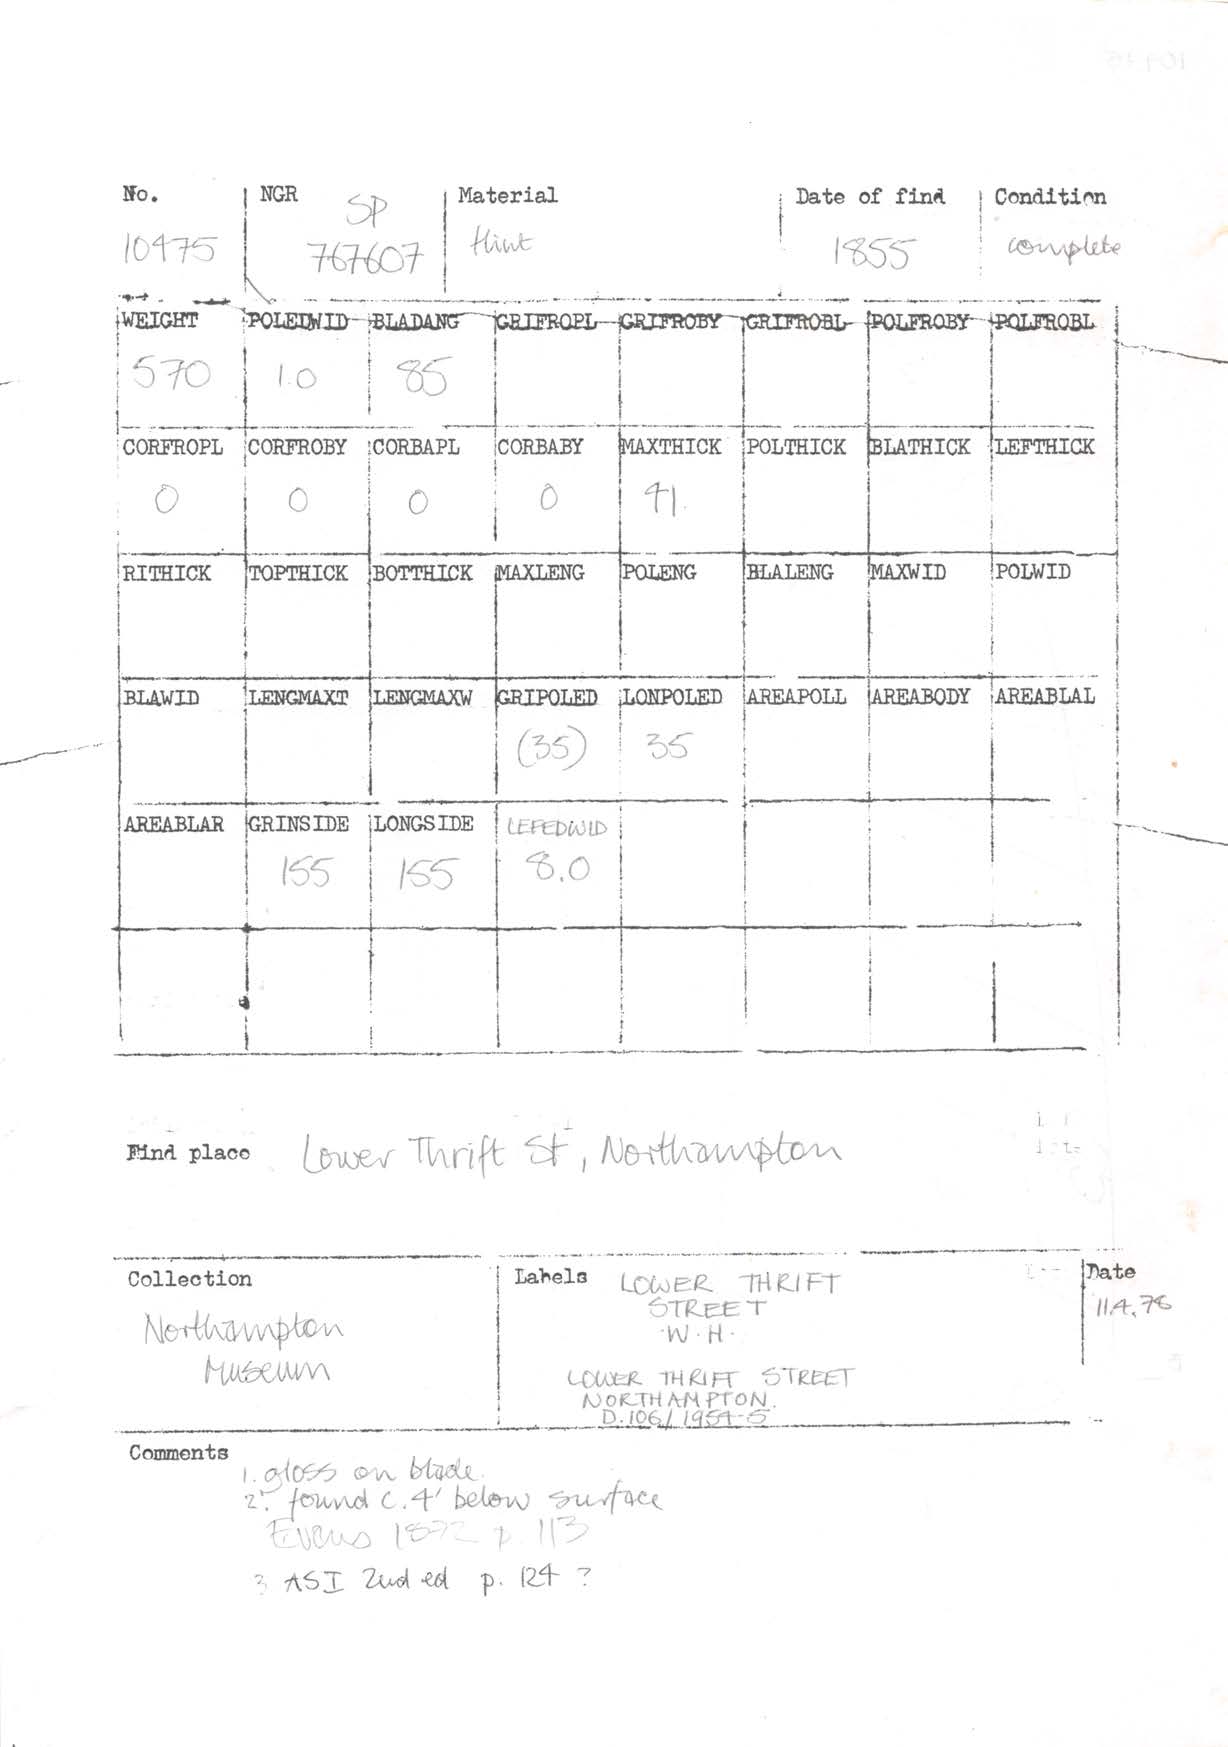 No. NGR Material Date of find Condition
SP
10475 767607 flint 1855 complete
WEIGHT POLEDWID BLADANG GRIFROPL GRIFROBY GRIFROBL POLFROBY POLFROBL
570 1.0 85
CORFROPL CORFROBY CORBAPL CORBABY MAXTHICK POLTHICK BLATHICK LEFTHICK
0 0 0 0 41.
RITHICK TOPTHICK BOTTHICK MAXLENG POLENG BLALENG MAXWID POLWID
BLAWID LENGMAXT LENGMAXW GRIPOLED LONPOLED AREAPOLL AREABODY AREABLAL
(35) 35
AREABLAR GRINSIDE LONGSIDE LEFEDWID
155 155 8.0
Find place Lower Thrift St, Northampton
Collection
Northampton
Museum
Labels LOWER THRIFT
STREET
·W·H·
LOWER THRIFT STREET
NORTHAMPTON.
D.106/1954-5
Date
11.4.78
Comments
1. gloss on blade.
2. found c.4' below surface
Evans 1872 p. 113
3 ASI 2nd ed p. 124 ?